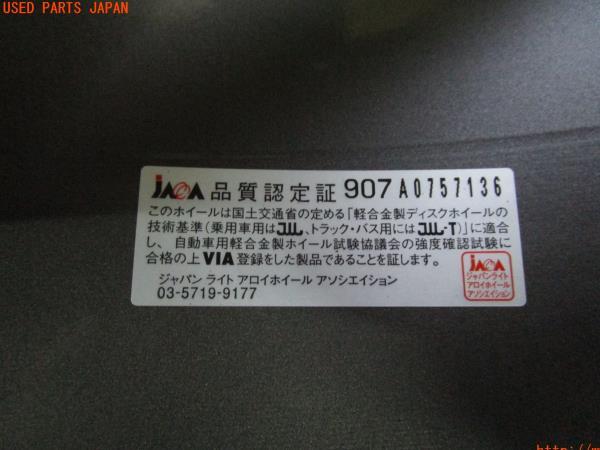 USED PARTS JAPAN
JAWA 品質認定証 907 A0757136
このホイールは国土交通省の定める「軽合金製ディスクホイールの
技術基準(乗用車用はJWL、トラック・バス用にはJWL-T)」に適合
し、自動車用軽合金製ホイール試験協議会の強度確認試験に
合格の上VIA登録をした製品であることを証します。
ジャパン ライト アロイホイール アソシエイション
03-5719-9177
JAWA
ジャパンライト
アロイホイール
アソシエイション